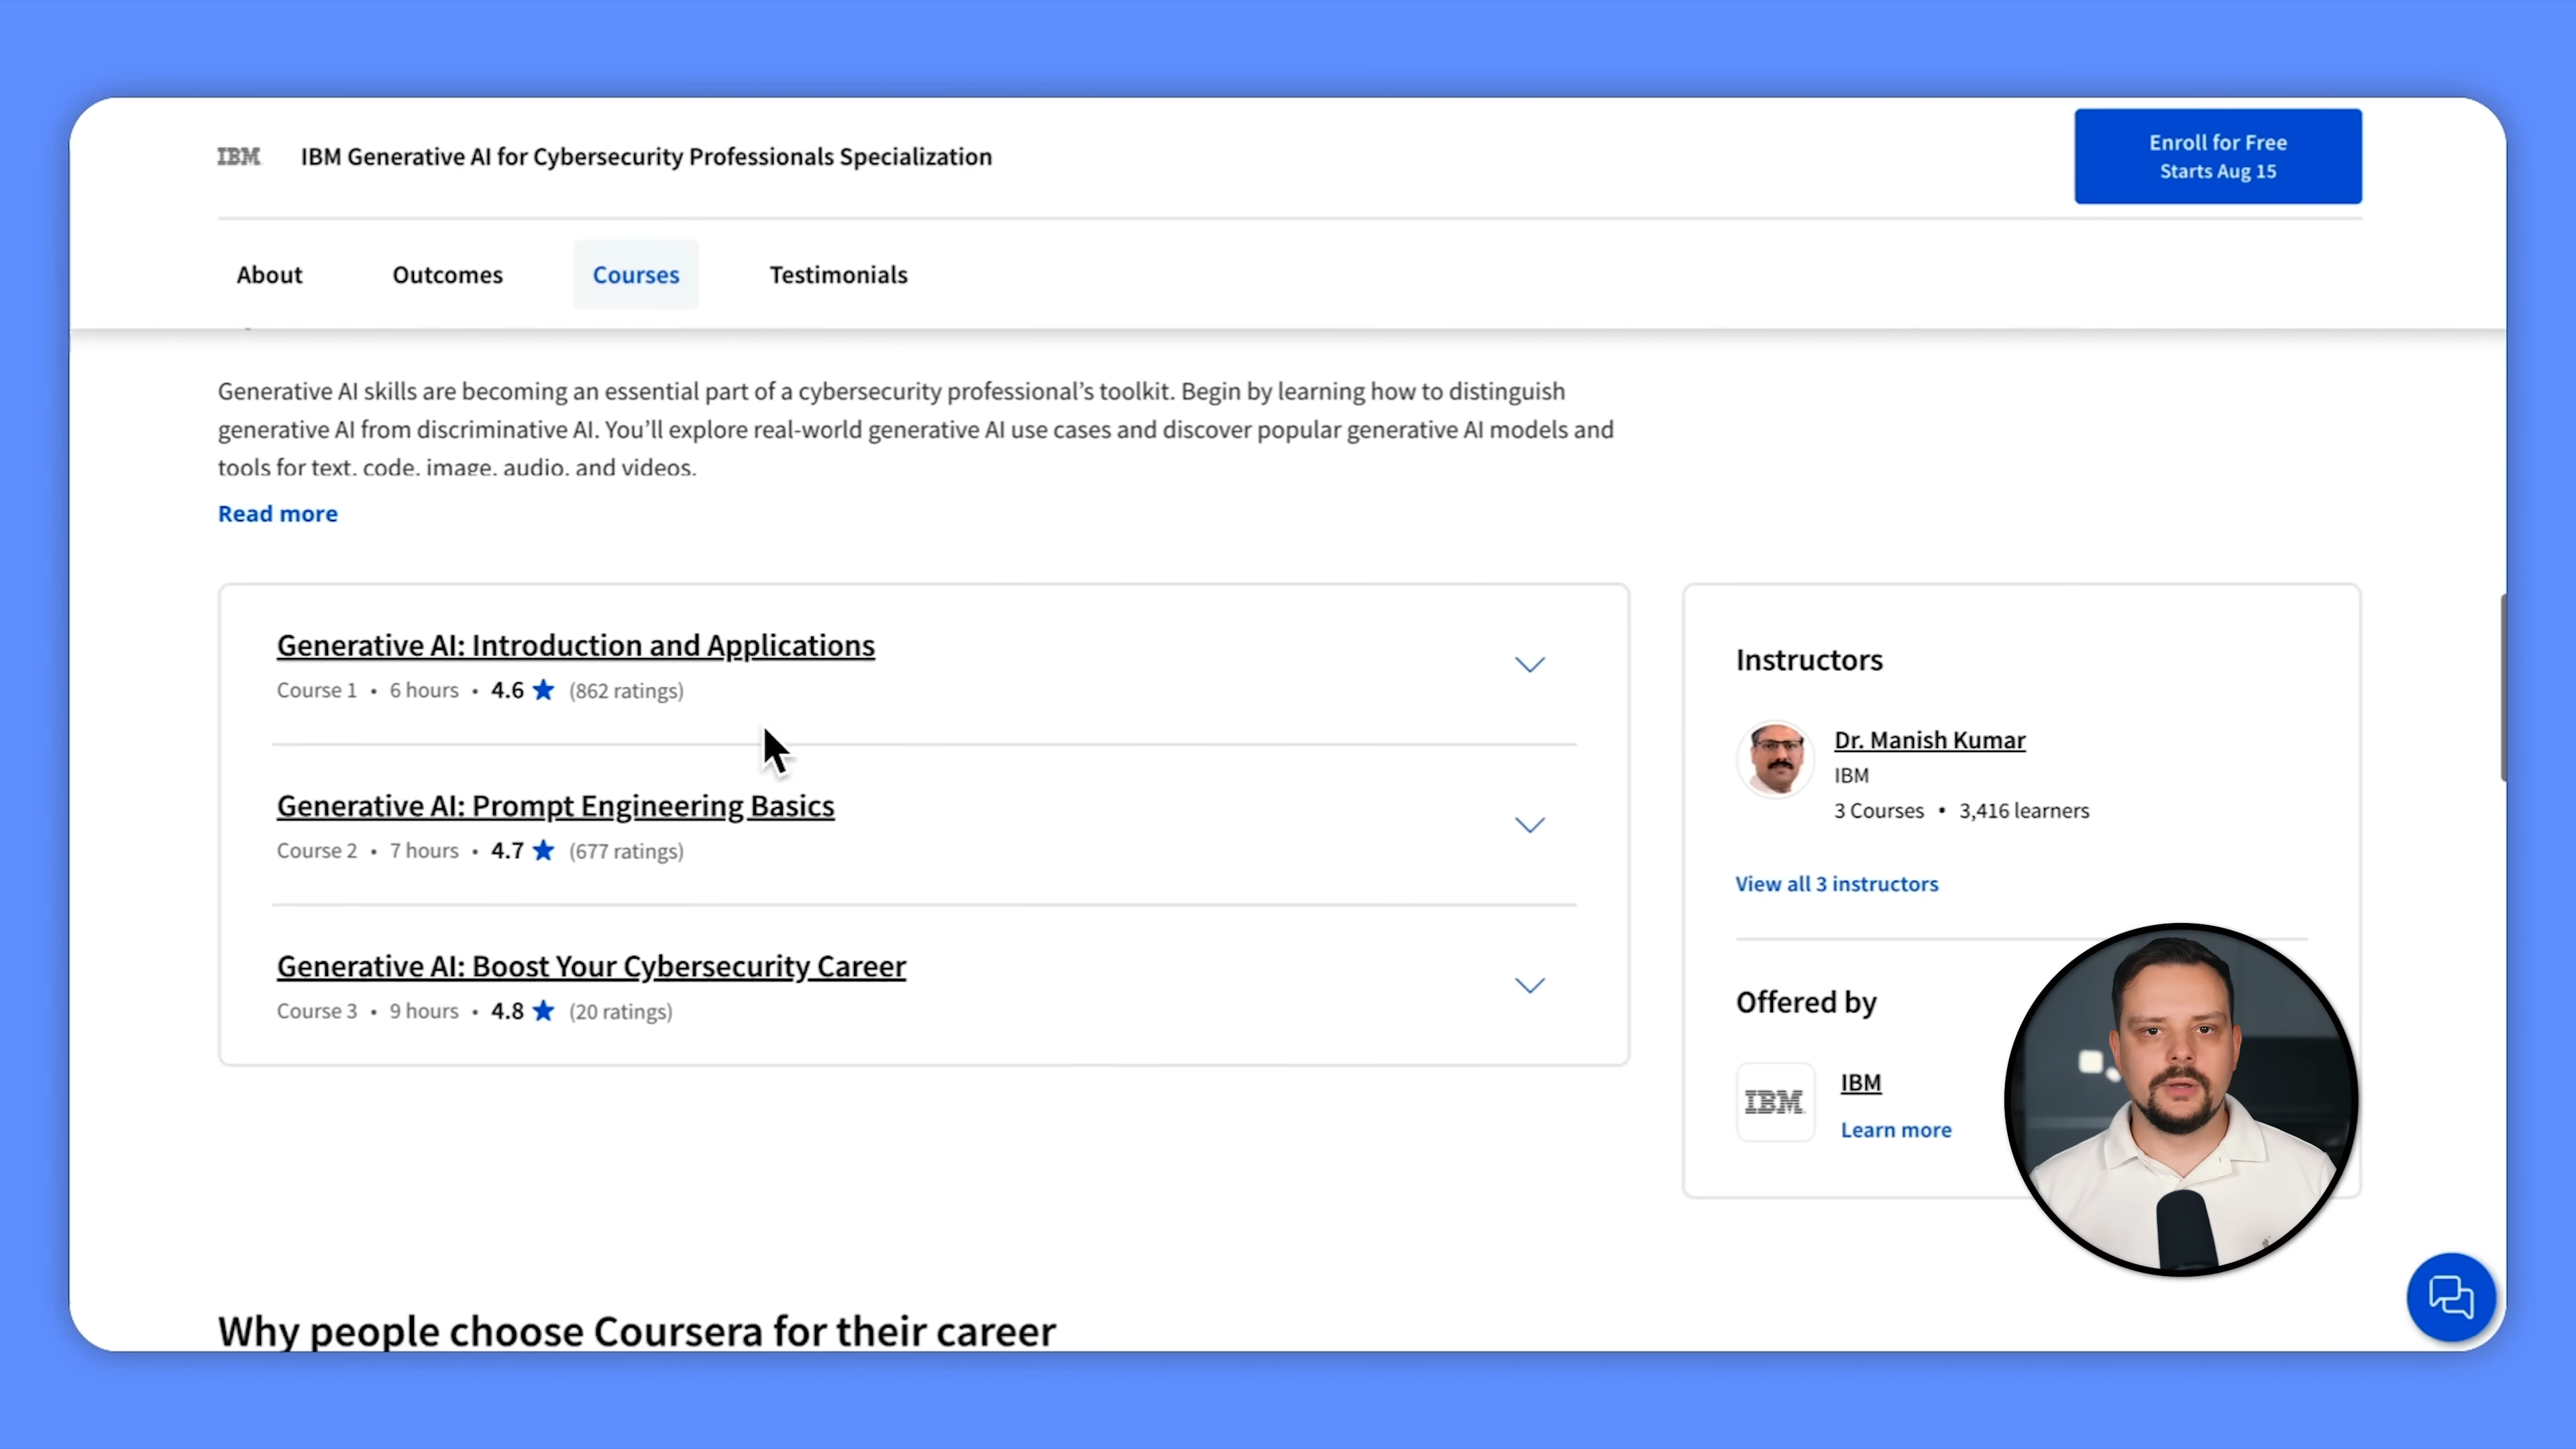 IBM
IBM Generative AI for Cybersecurity Professionals Specialization
Enroll for Free
Starts Aug 15
About
Outcomes
Courses
Testimonials
Generative AI skills are becoming an essential part of a cybersecurity professional’s toolkit. Begin by learning how to distinguish
generative AI from discriminative AI. You’ll explore real-world generative AI use cases and discover popular generative AI models and
tools for text, code, image, audio, and videos.
Read more
Generative AI: Introduction and Applications
Course 1 • 6 hours • 4.6 ★ (862 ratings)
Generative AI: Prompt Engineering Basics
Course 2 • 7 hours • 4.7 ★ (677 ratings)
Generative AI: Boost Your Cybersecurity Career
Course 3 • 9 hours • 4.8 ★ (20 ratings)
Instructors
Dr. Manish Kumar
IBM
3 Courses • 3,416 learners
View all 3 instructors
Offered by
IBM
IBM
Learn more
Why people choose Coursera for their career